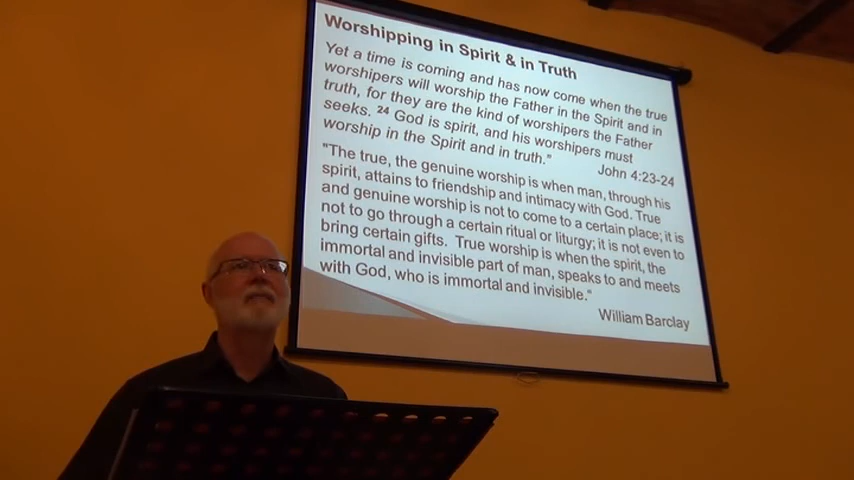 Worshipping in Spirit & in Truth
Yet a time is coming and has now come when the true
worshipers will worship the Father in the Spirit and in
truth, for they are the kind of worshipers the Father
seeks. 24 God is spirit, and his worshipers must
worship in the Spirit and in truth."
John 4:23-24
"The true, the genuine worship is when man, through his
spirit, attains to friendship and intimacy with God. True
and genuine worship is not to come to a certain place; it is
not to go through a certain ritual or liturgy; it is not even to
bring certain gifts. True worship is when the spirit, the
immortal and invisible part of man, speaks to and meets
with God, who is immortal and invisible."
William Barclay